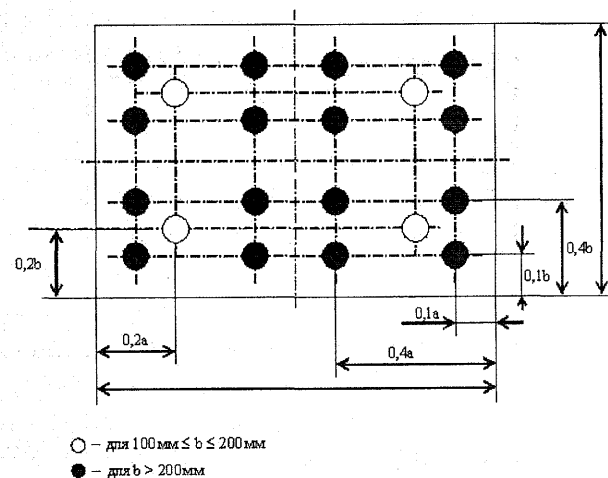 0,2b
0,4b
0,1b
0,1a
0,2a
0,4a
– для 100мм ≤ b ≤ 200мм
– для b > 200мм